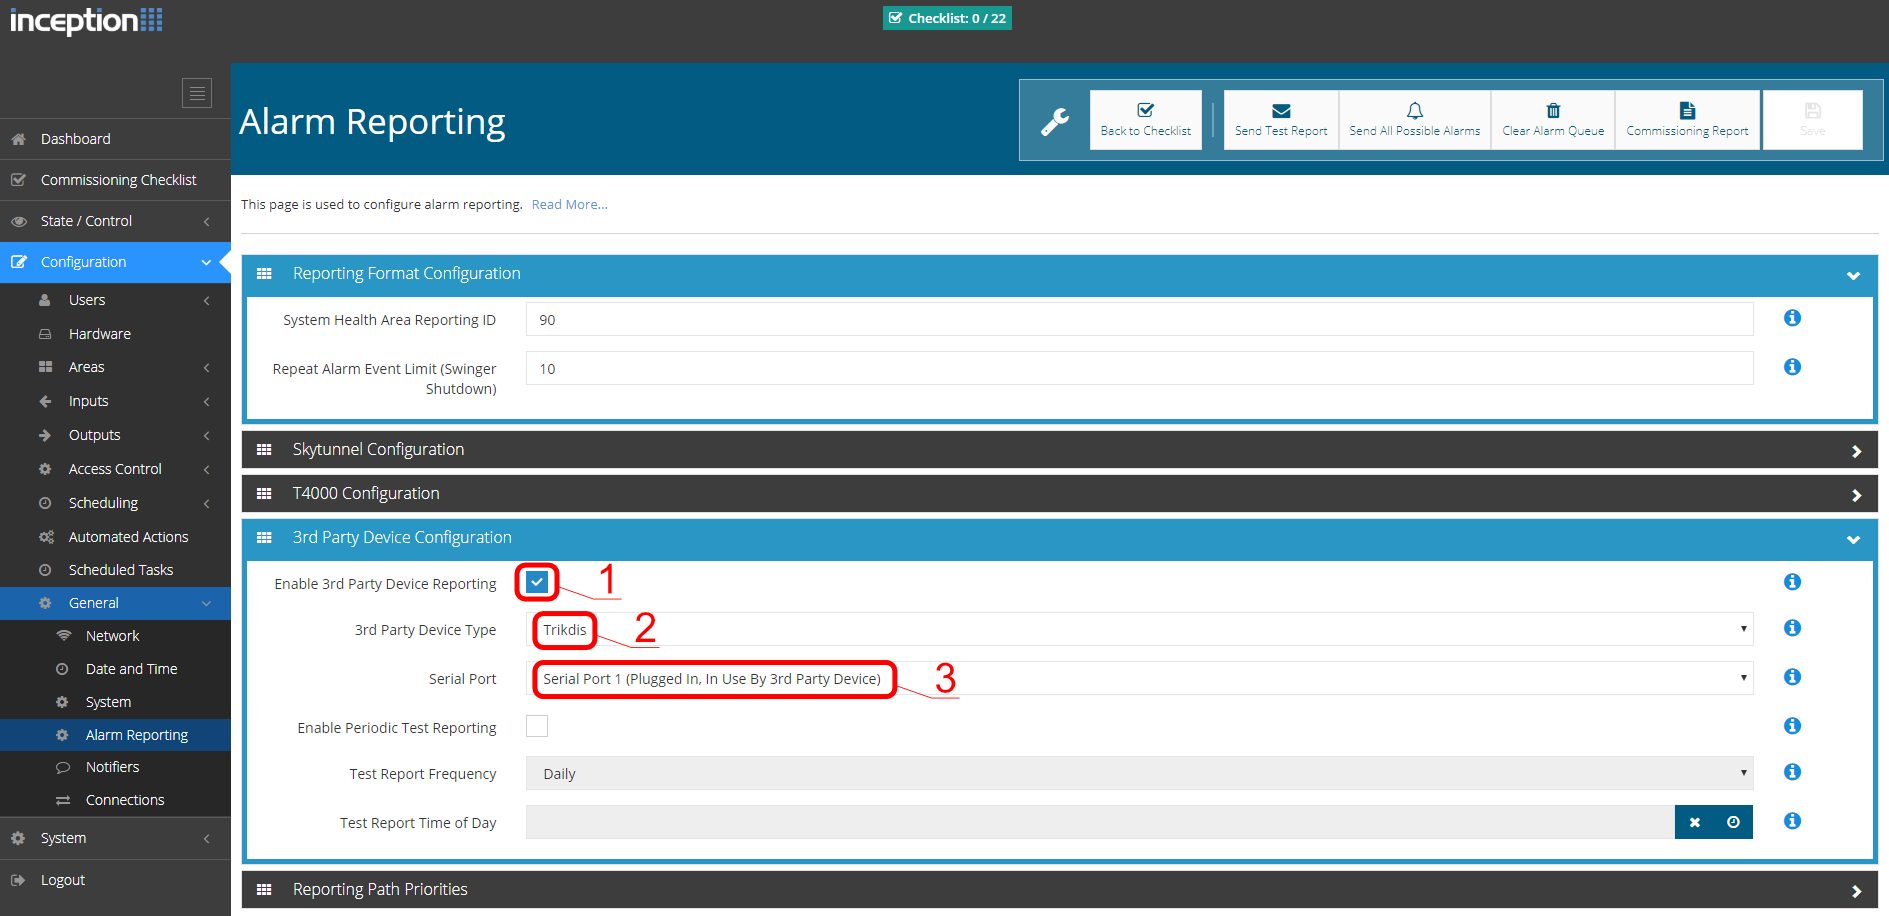 inception
Checklist: 0 / 22
Dashboard
Commissioning Checklist
State / Control
Configuration
Users
Hardware
Areas
Inputs
Outputs
Access Control
Scheduling
Automated Actions
Scheduled Tasks
General
Network
Date and Time
System
Alarm Reporting
Notifiers
Connections
System
Logout
Alarm Reporting
Back to Checklist
Send Test Report
Send All Possible Alarms
Clear Alarm Queue
Commissioning Report
Save
This page is used to configure alarm reporting. Read More...
Reporting Format Configuration
System Health Area Reporting ID 90
Repeat Alarm Event Limit (Swinger
Shutdown)
10
Skytunnel Configuration
T4000 Configuration
3rd Party Device Configuration
Enable 3rd Party Device Reporting 1
3rd Party Device Type Trikdis 2
Serial Port Serial Port 1 (Plugged In, In Use By 3rd Party Device) 3
Enable Periodic Test Reporting
Test Report Frequency Daily
Test Report Time of Day
Reporting Path Priorities